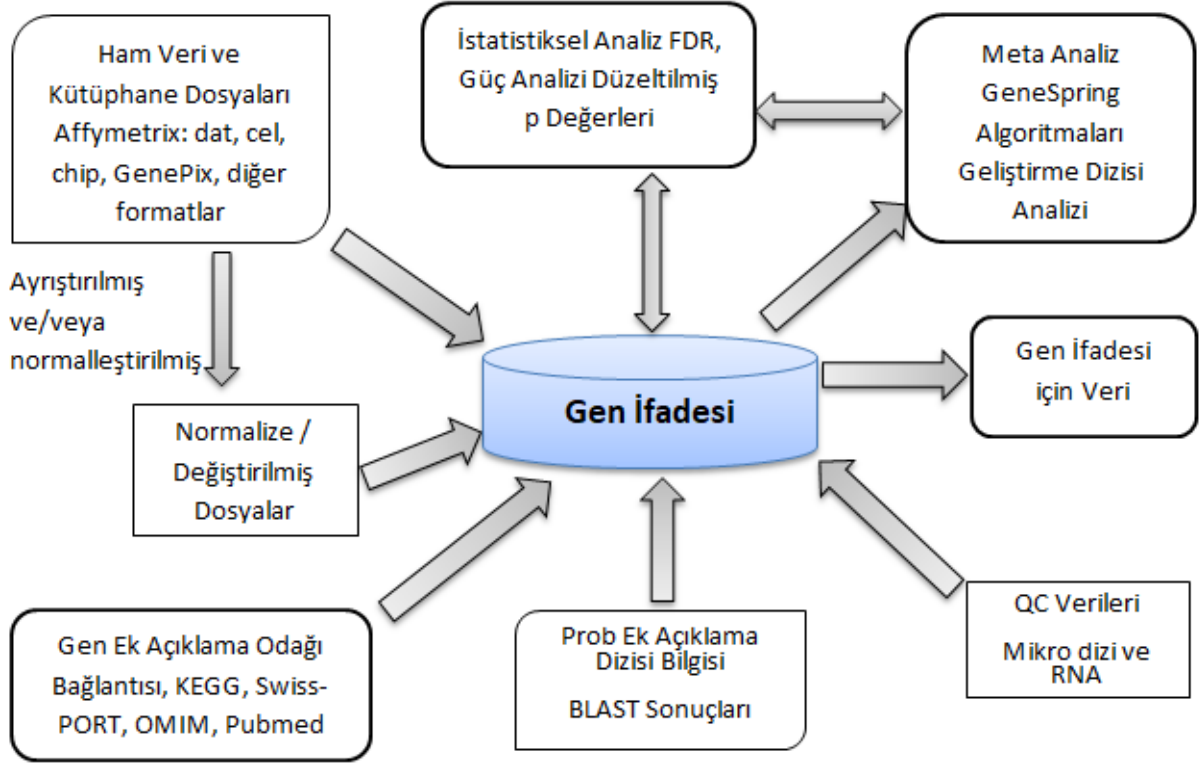 Ham Veri ve
Kütüphane Dosyaları
Affymetrix: dat, cel,
chip, GenePix, diğer
formatlar
İstatistiksel Analiz FDR,
Güç Analizi Düzeltilmiş
p Değerleri
Meta Analiz
GeneSpring
Algoritmaları
Geliştirme Dizisi
Analizi
Ayrıştırılmış
ve/veya
normalleştirilmiş
Gen İfadesi
Gen İfadesi
için Veri
Normalize /
Değiştirilmiş
Dosyalar
Gen Ek Açıklama Odağı
Bağlantısı, KEGG, Swiss-
PORT, OMIM, Pubmed
Prob Ek Açıklama
Dizisi Bilgisi
BLAST Sonuçları
QC Verileri
Mikro dizi ve
RNA